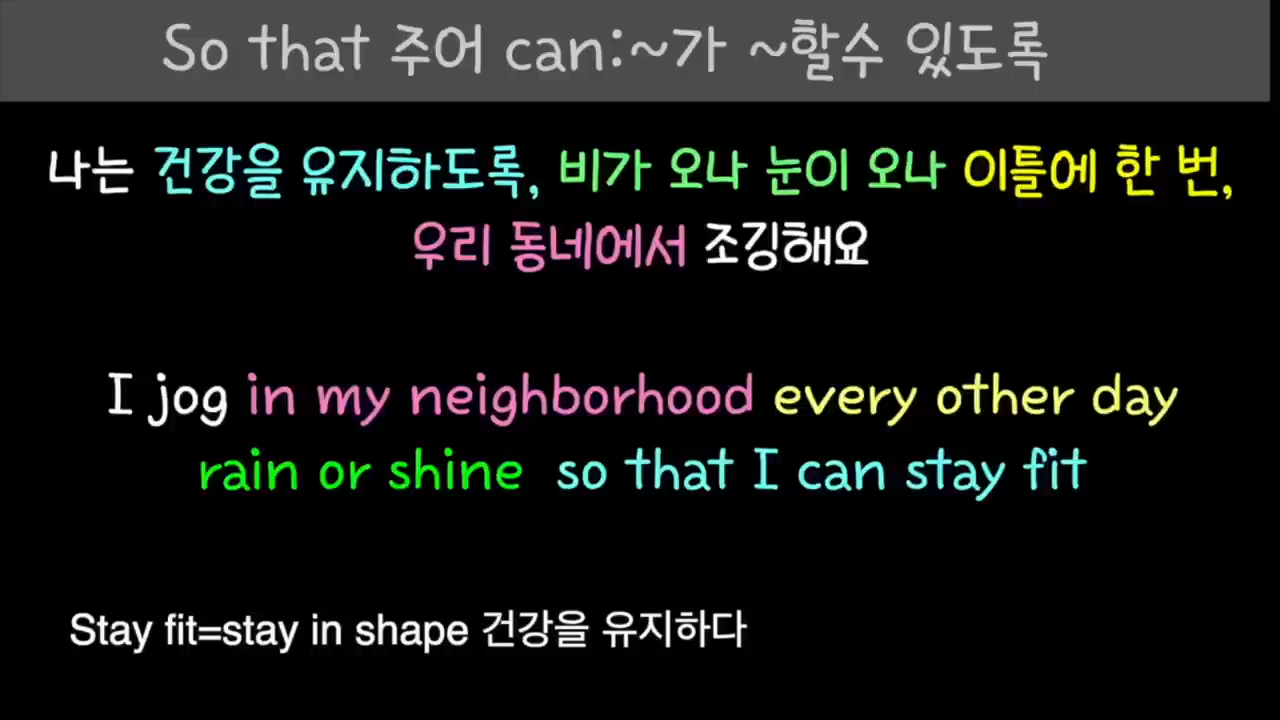 So that 주어 can:~가 ~할수 있도록
나는 건강을 유지하도록, 비가 오나 눈이 오나 이틀에 한 번,
우리 동네에서 조깅해요
I jog in my neighborhood every other day
rain or shine so that I can stay fit
Stay fit=stay in shape 건강을 유지하다